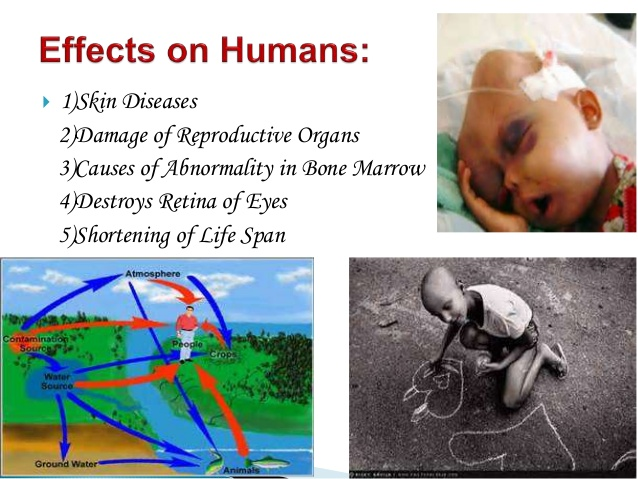 Effects on Humans:
1)Skin Diseases
2)Damage of Reproductive Organs
3)Causes of Abnormality in Bone Marrow
4)Destroys Retina of Eyes
5)Shortening of Life Span
Atmosphere
Contamination
Source
People
Crops
Water
Source
Ground Water
Animals